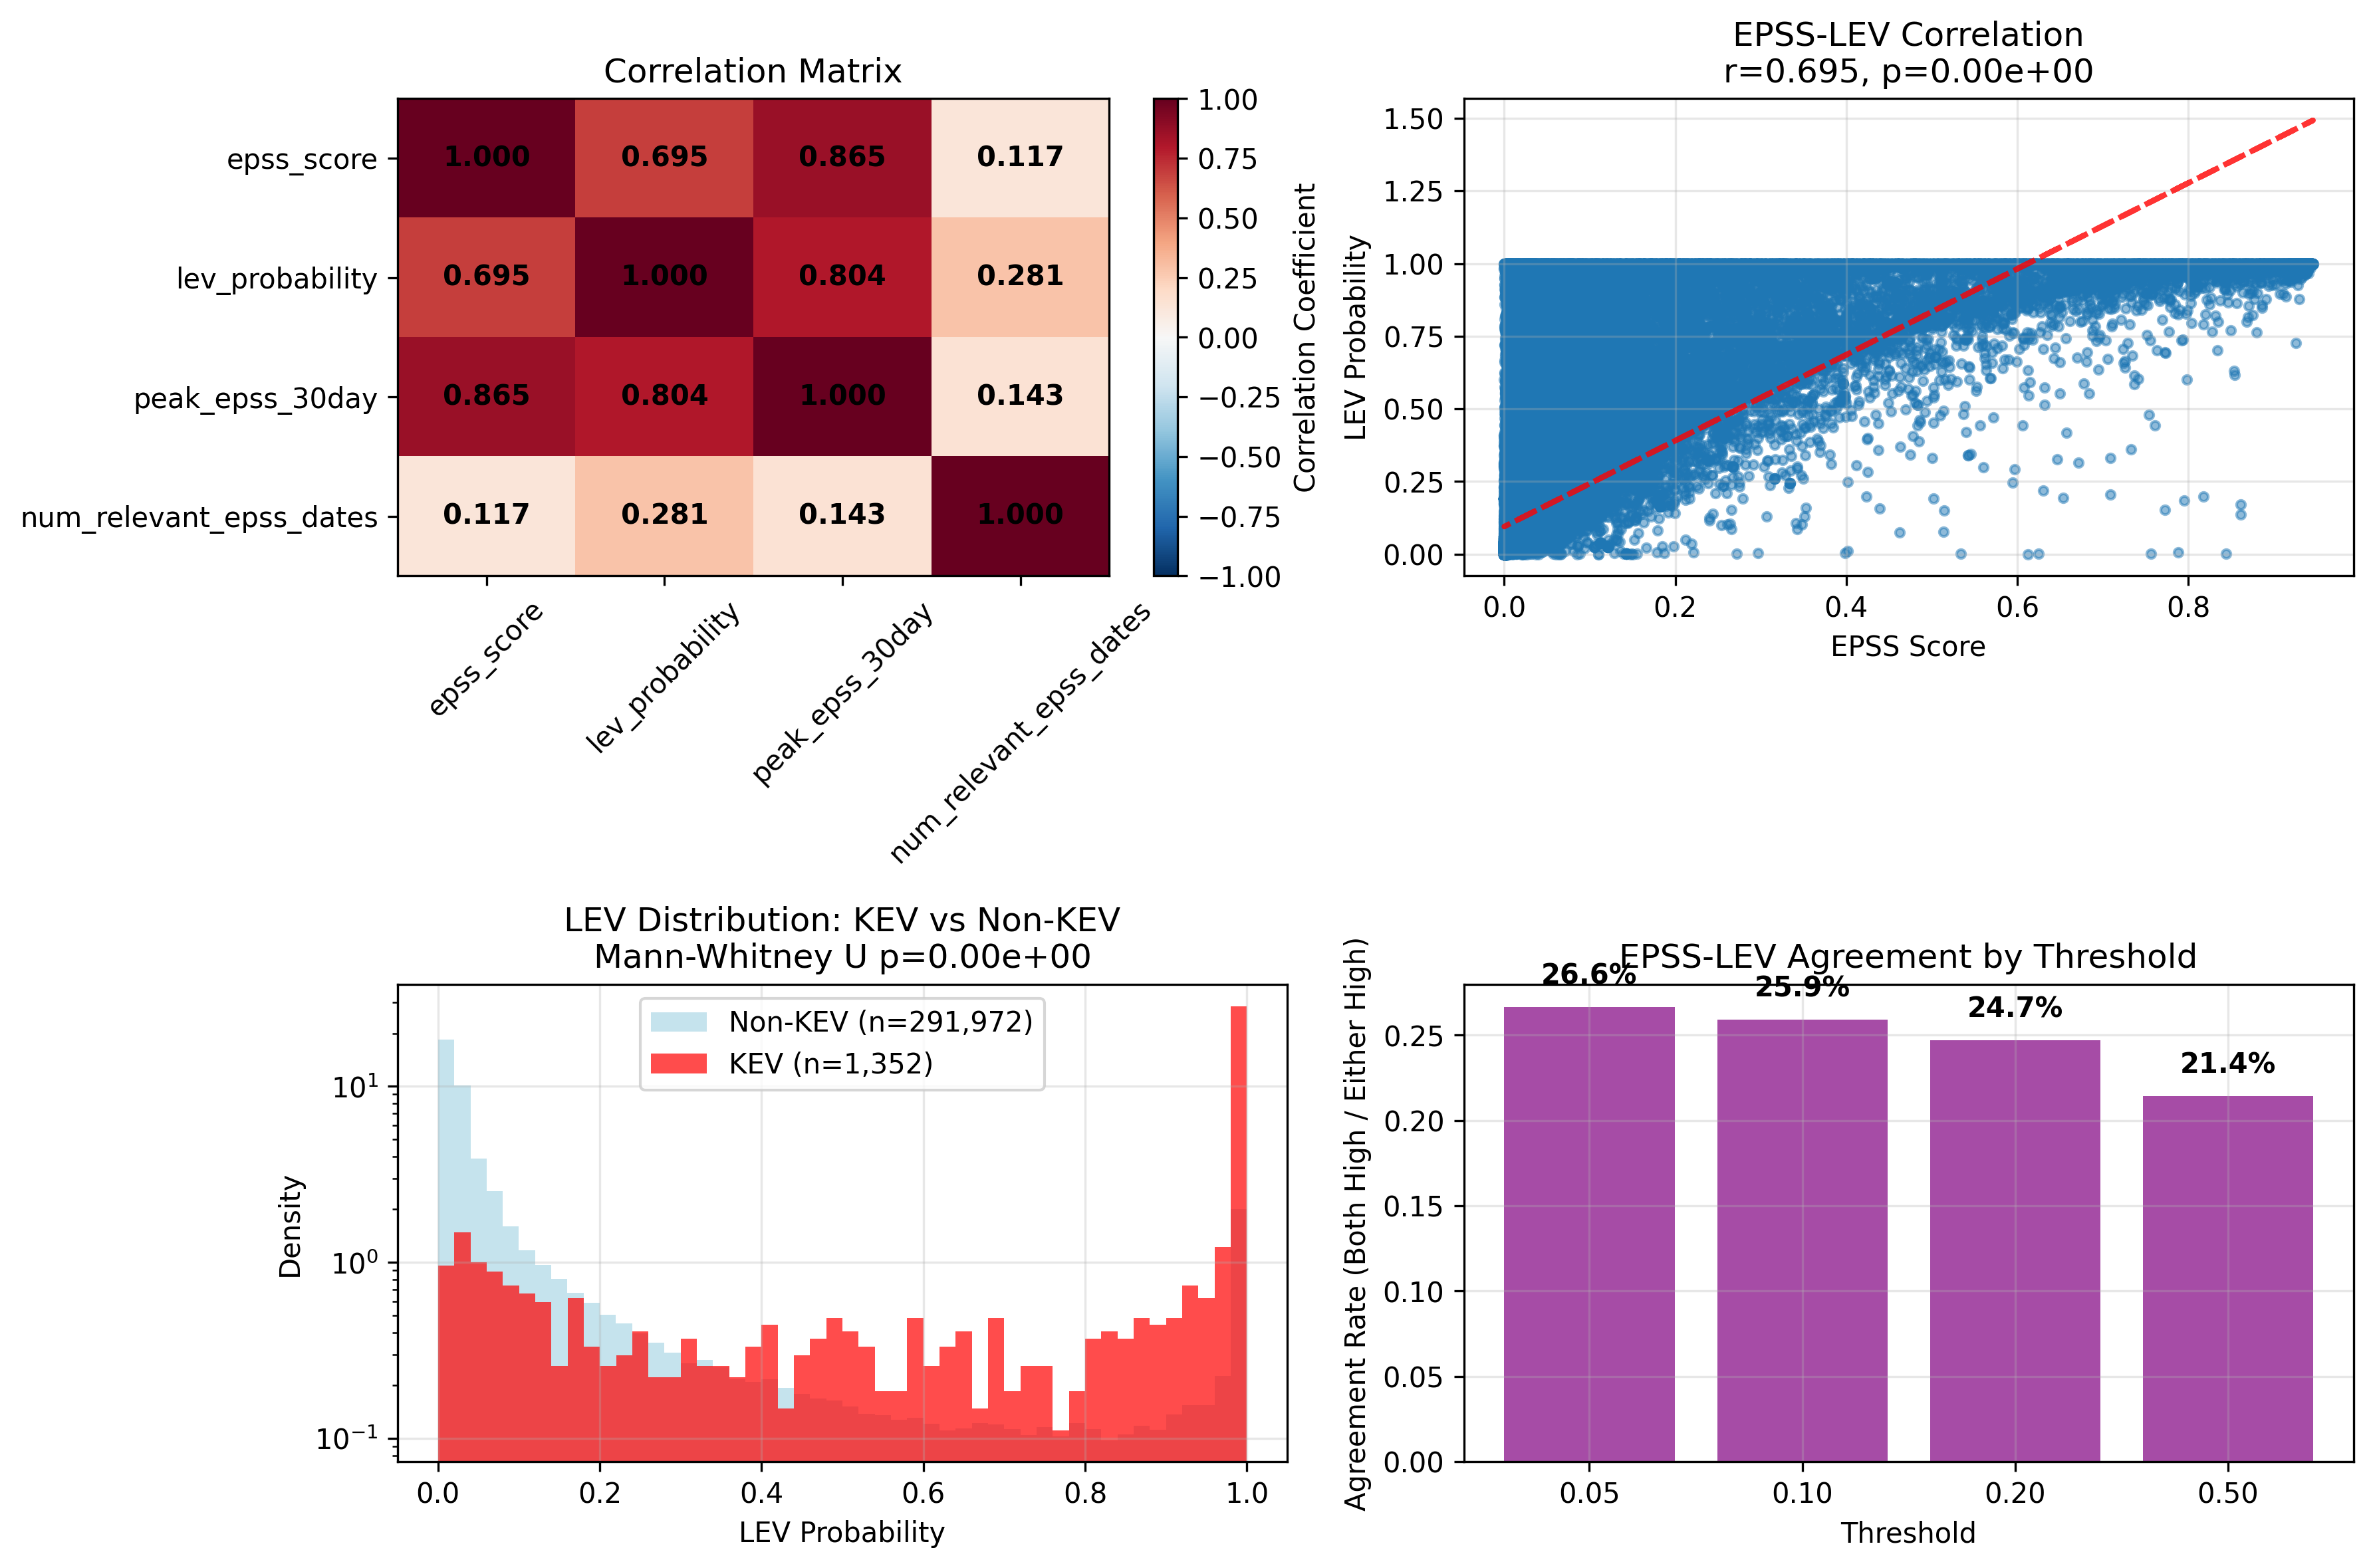 Correlation Matrix
epss_score
lev_probability
peak_epss_30day
num_relevant_epss_dates
1.000 0.695 0.865 0.117
0.695 1.000 0.804 0.281
0.865 0.804 1.000 0.143
0.117 0.281 0.143 1.000
epss_score
lev_probability
peak_epss_30day
num_relevant_epss_dates
1.00
0.75
0.50
0.25
0.00
−0.25
−0.50
−0.75
−1.00
Correlation Coefficient
EPSS-LEV Correlation
r=0.695, p=0.00e+00
LEV Probability
1.50
1.25
1.00
0.75
0.50
0.25
0.00
0.0 0.2 0.4 0.6 0.8
EPSS Score
LEV Distribution: KEV vs Non-KEV
Mann-Whitney U p=0.00e+00
Non-KEV (n=291,972)
KEV (n=1,352)
Density
10¹
10⁰
10⁻¹
0.0 0.2 0.4 0.6 0.8 1.0
LEV Probability
EPSS-LEV Agreement by Threshold
26.6% 25.9% 24.7% 21.4%
Agreement Rate (Both High / Either High)
0.25
0.20
0.15
0.10
0.05
0.00
0.05 0.10 0.20 0.50
Threshold